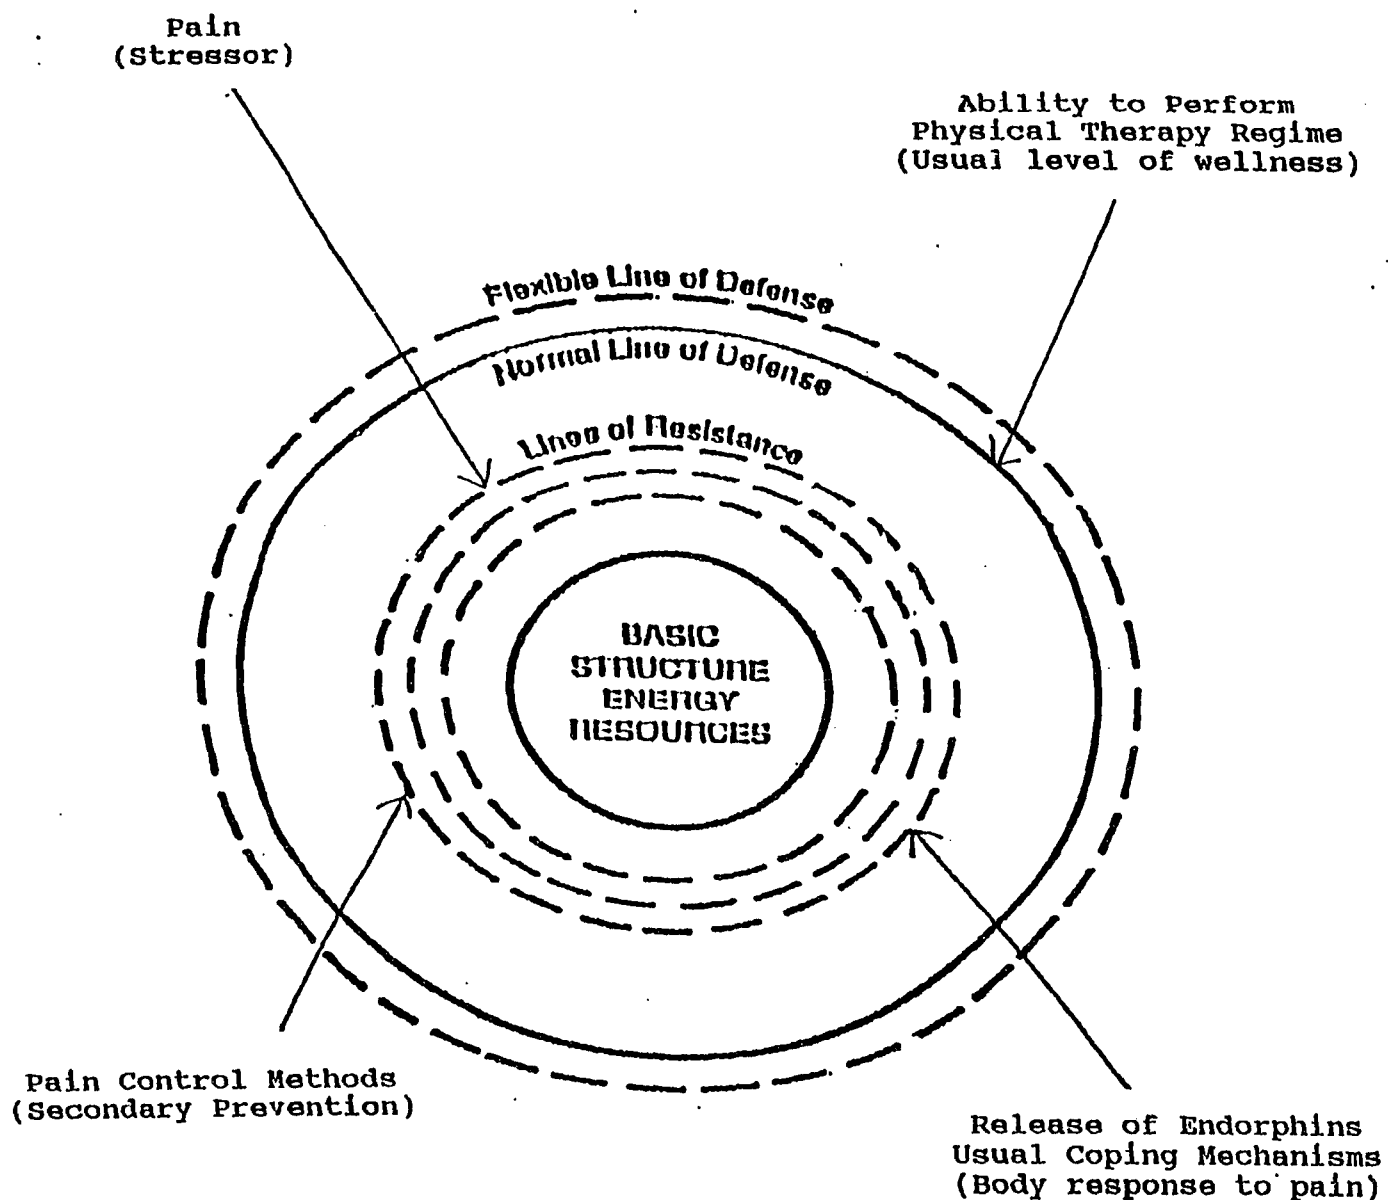 Pain
(Stressor)
Ability to Perform
Physical Therapy Regime
(Usual level of wellness)
Flexible Line of Defense
Normal Line of Defense
Lines of Resistance
BASIC
STRUCTURE
ENERGY
RESOURCES
Pain Control Methods
(Secondary Prevention)
Release of Endorphins
Usual Coping Mechanisms
(Body response to pain)